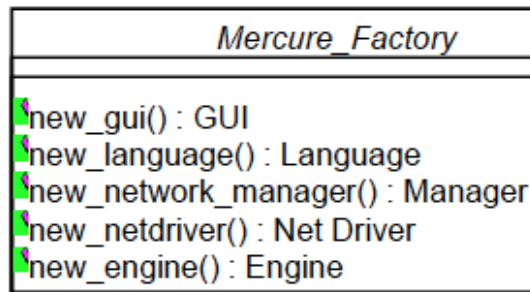 Mercure_Factory
new_gui() : GUI
new_language() : Language
new_network_manager() : Manager
new_netdriver() : Net Driver
new_engine() : Engine